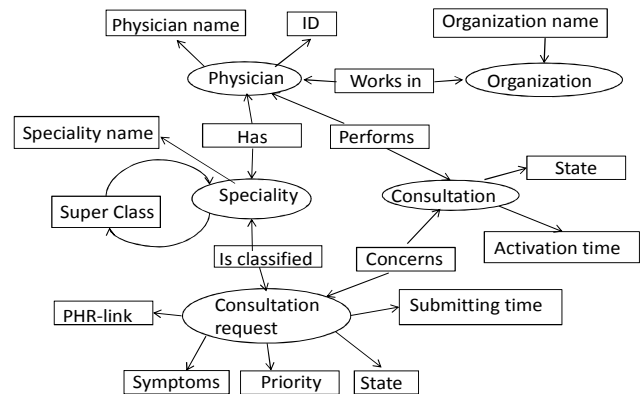 Physician name
ID
Organization name
Physician
Works in
Organization
Speciality name
Has
Performs
State
Speciality
Consultation
Super Class
Activation time
Is classified
Concerns
PHR-link
Consultation
request
Submitting time
Symptoms
Priority
State